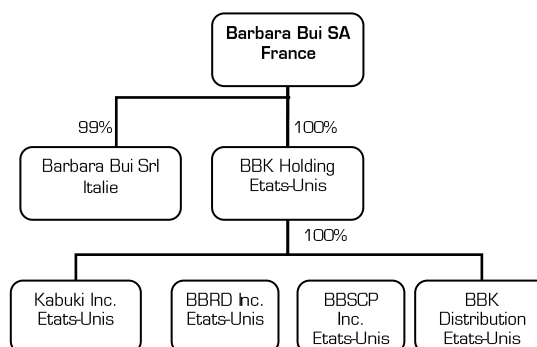 Barbara Bui SA
France
99%
100%
Barbara Bui Srl
Italie
BBK Holding
Etats-Unis
100%
Kabuki Inc.
Etats-Unis
BBRD Inc.
Etats-Unis
BBSCP
Inc.
Etats-Unis
BBK
Distribution
Etats-Unis